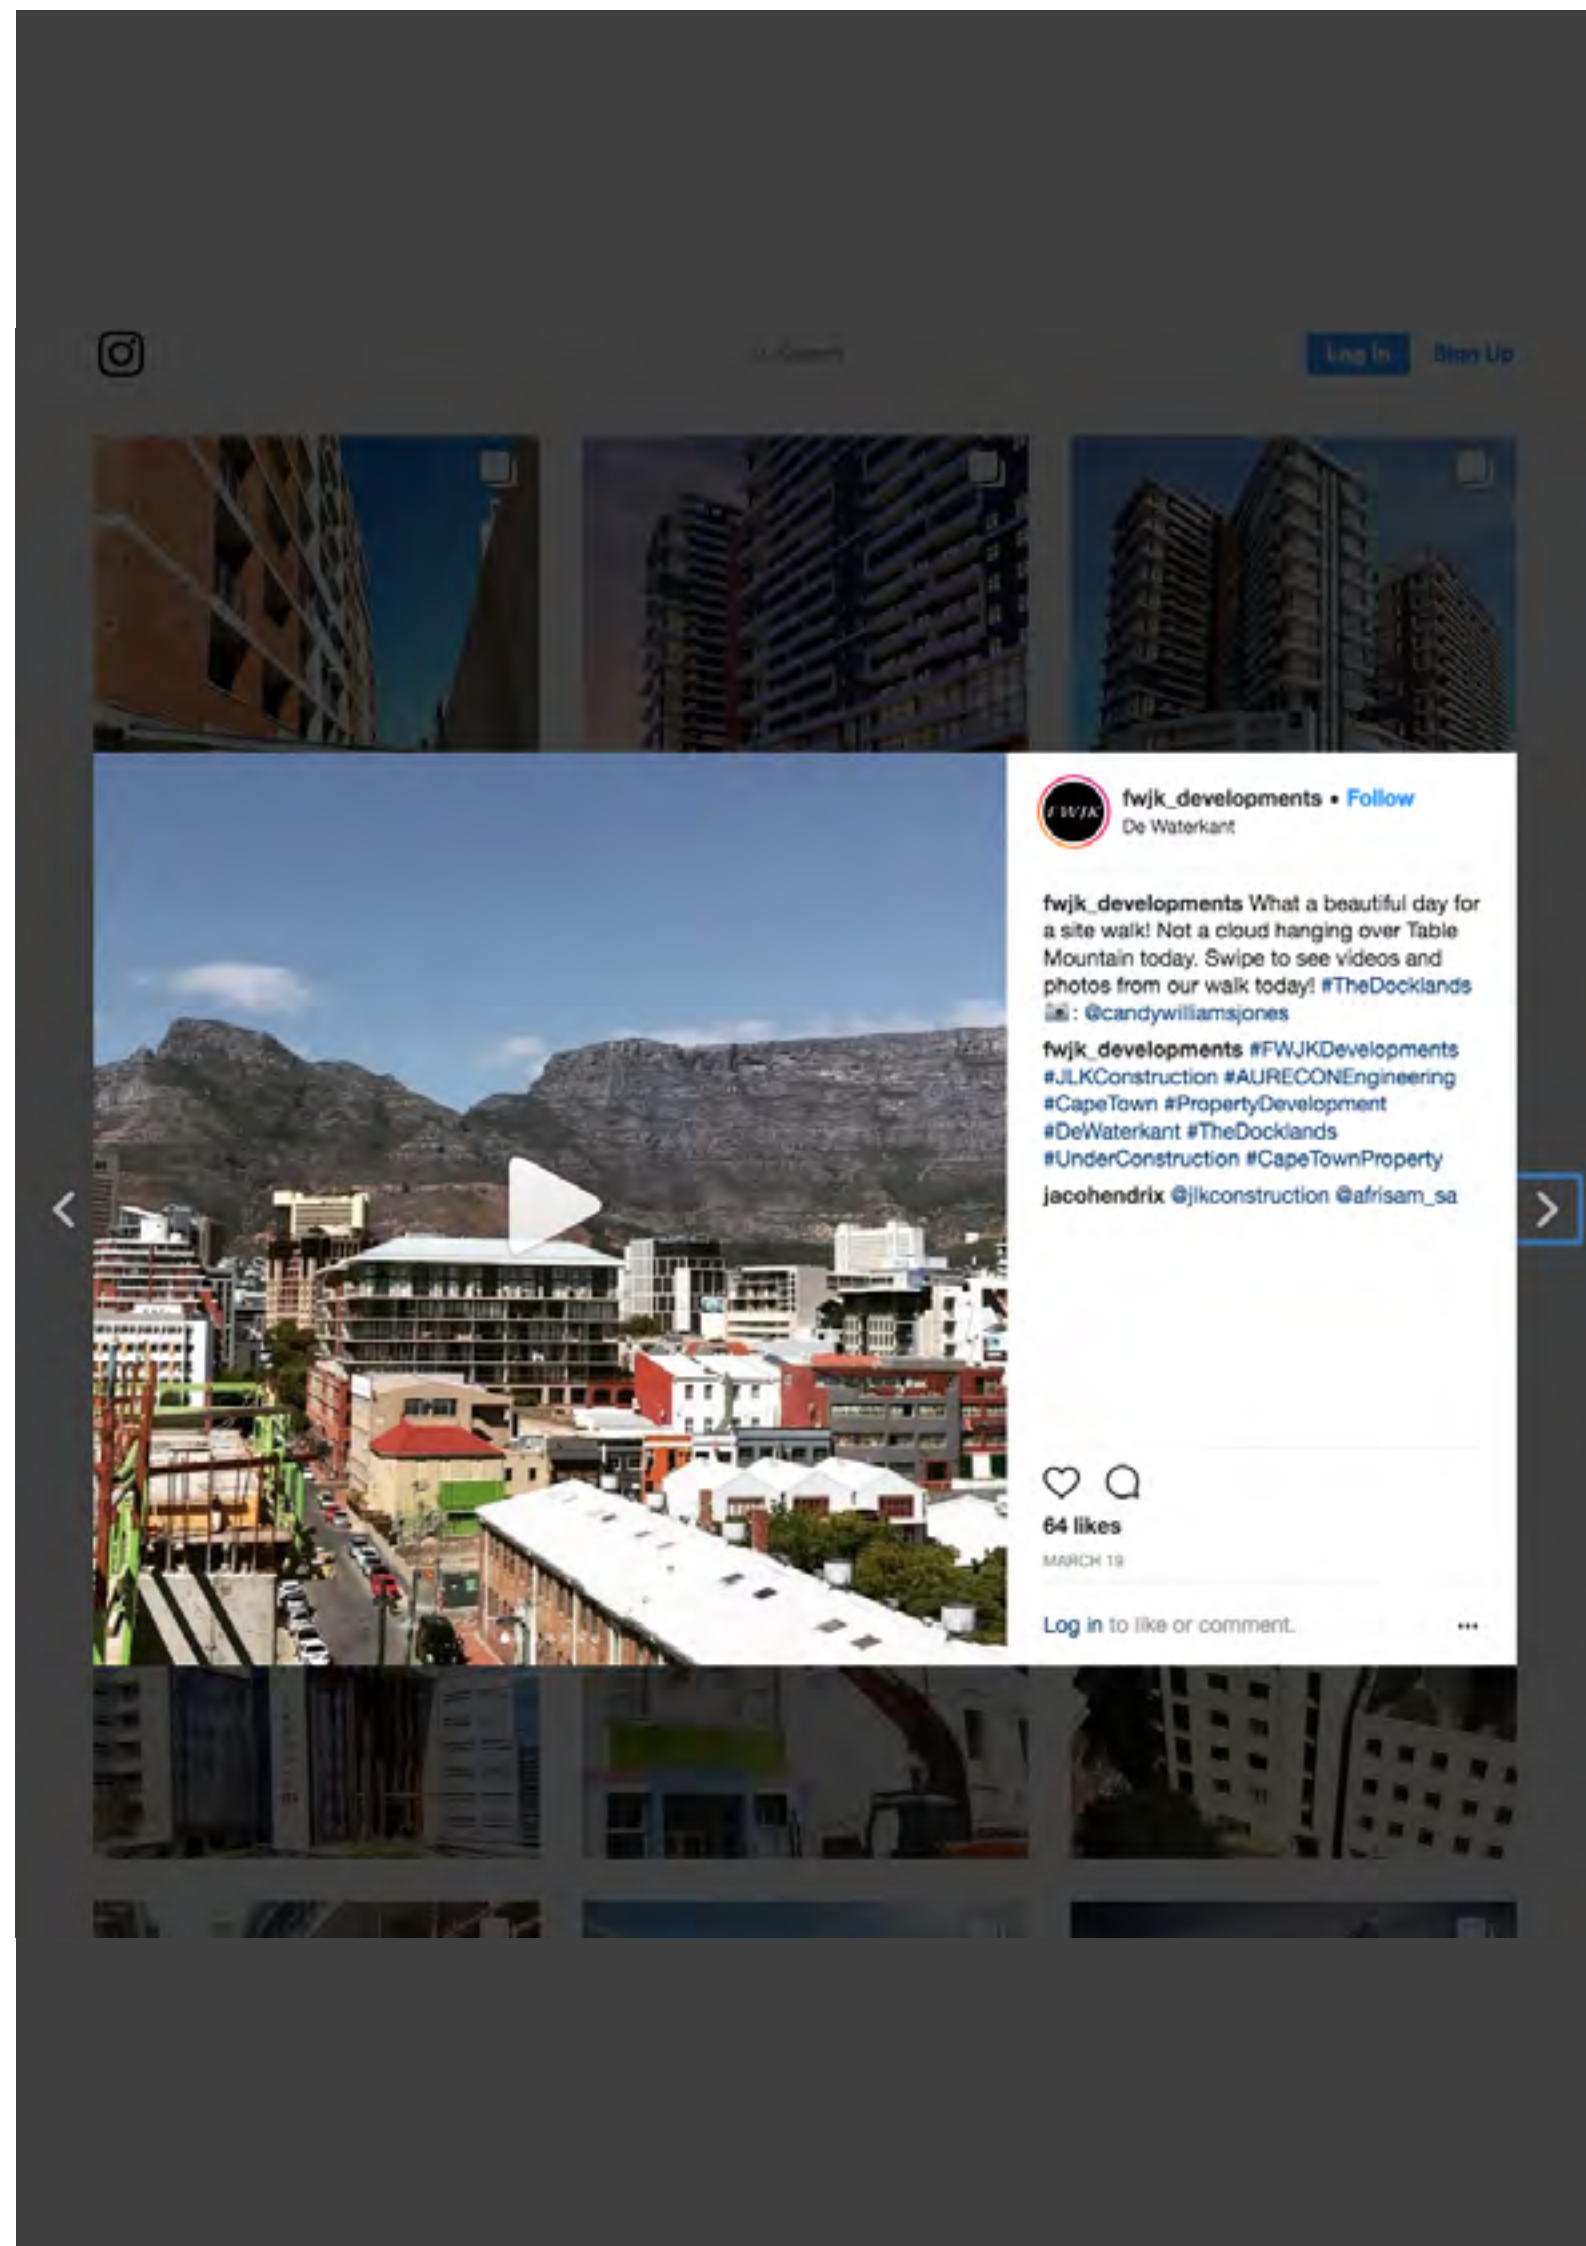 Log In
Sign Up
FWJK
fwjk_developments • Follow
De Waterkant
fwjk_developments What a beautiful day for
a site walk! Not a cloud hanging over Table
Mountain today. Swipe to see videos and
photos from our walk today! #TheDocklands
📷: @candywilliamsjones
fwjk_developments #FWJKDevelopments
#JLKConstruction #AURECONEngineering
#CapeTown #PropertyDevelopment
#DeWaterkant #TheDocklands
#UnderConstruction #CapeTownProperty
jacohendrix @jlkconstruction @afrisam_sa
64 likes
MARCH 19
Log in to like or comment.